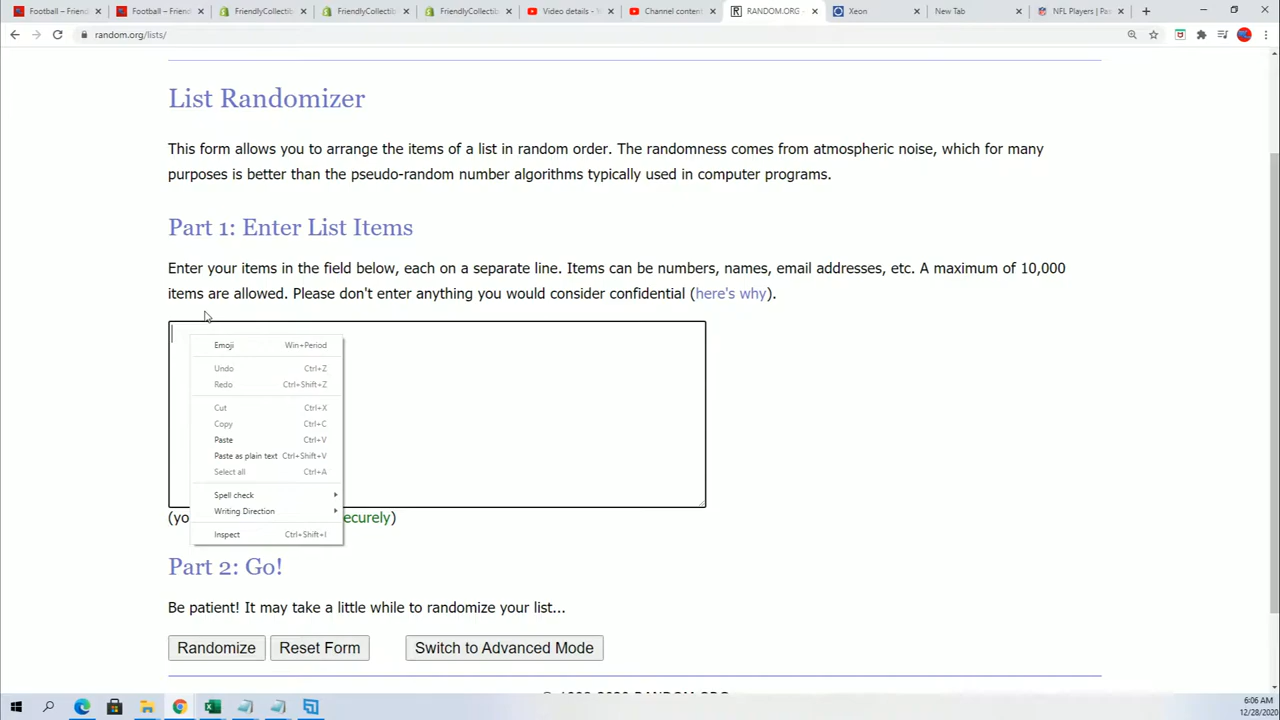 Football – Friend
Football – Friend
FriendlyCollectib
FriendlyCollectib
FriendlyCollectib
Video details -
Channel content
RANDOM.ORG -
Xeon
New Tab
NFL Players | Pa
random.org/lists/
List Randomizer
This form allows you to arrange the items of a list in random order. The randomness comes from atmospheric noise, which for many
purposes is better than the pseudo-random number algorithms typically used in computer programs.
Part 1: Enter List Items
Enter your items in the field below, each on a separate line. Items can be numbers, names, email addresses, etc. A maximum of 10,000
items are allowed. Please don't enter anything you would consider confidential (here's why).
Emoji Win+Period
Undo Ctrl+Z
Redo Ctrl+Shift+Z
Cut Ctrl+X
Copy Ctrl+C
Paste Ctrl+V
Paste as plain text Ctrl+Shift+V
Select all Ctrl+A
Spell check
Writing Direction
(yo ecurely)
Inspect Ctrl+Shift+I
Part 2: Go!
Be patient! It may take a little while to randomize your list...
Randomize Reset Form Switch to Advanced Mode
6:06 AM
12/28/2020